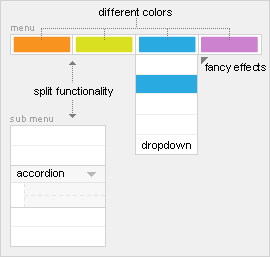 different colors
menu
split functionality
fancy effects
sub menu
dropdown
accordion